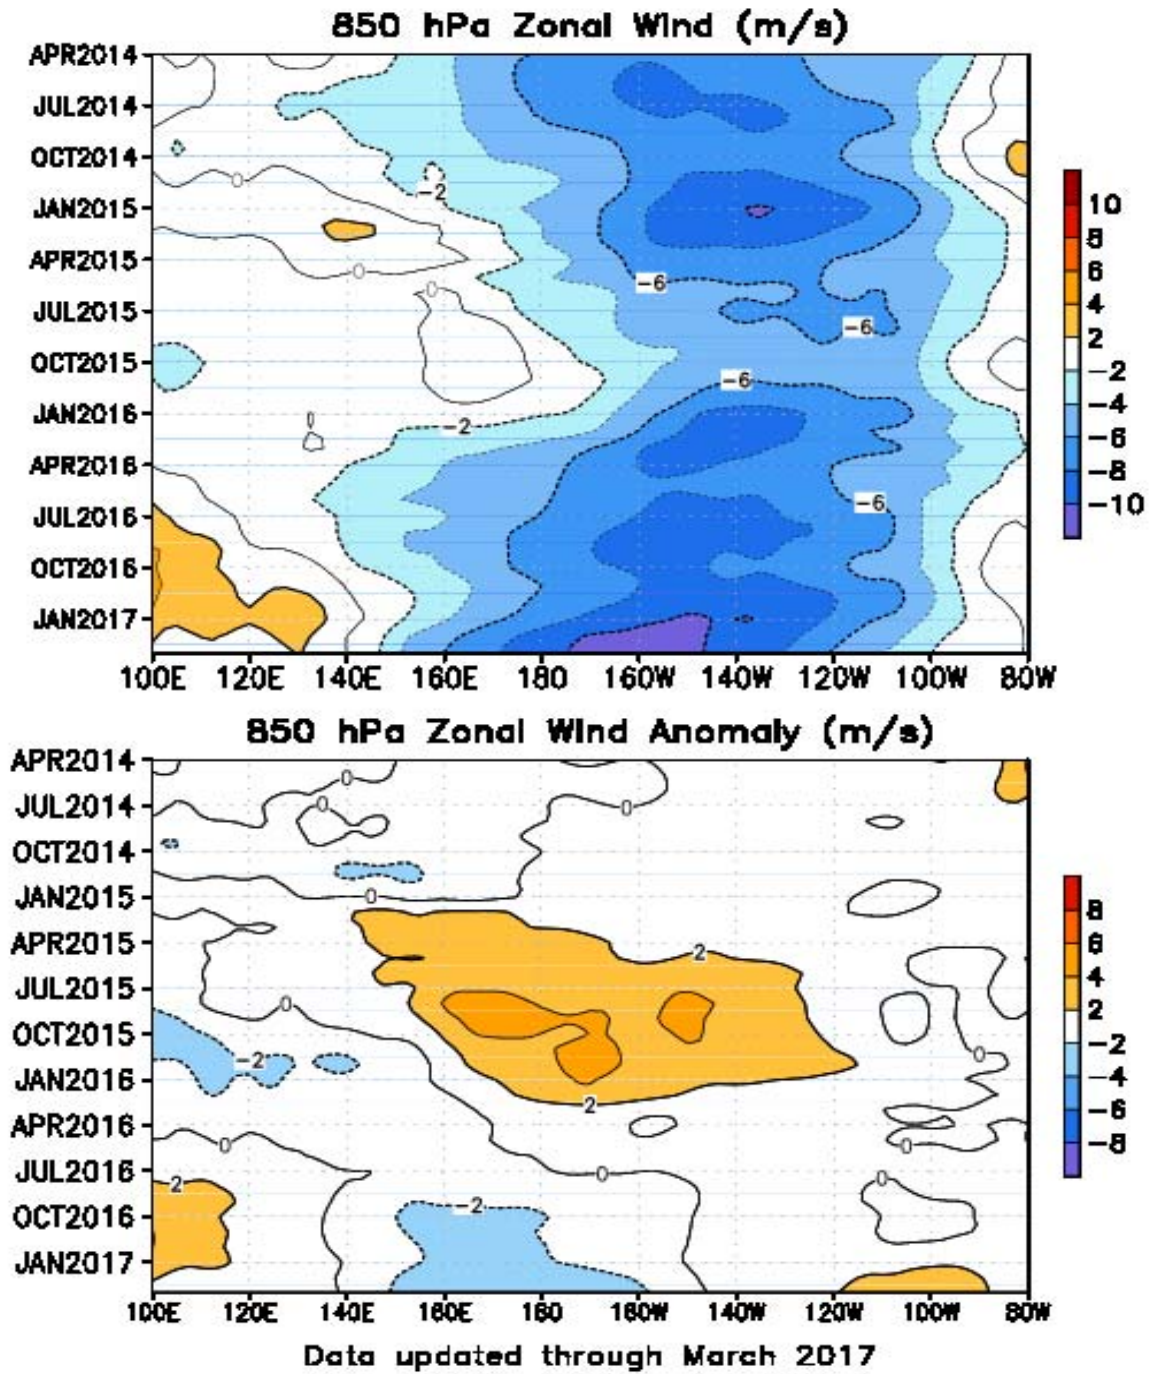 850 hPa Zonal Wind (m/s)
APR2014
JUL2014
OCT2014
JAN2015
APR2015
JUL2015
OCT2015
JAN2016
APR2016
JUL2016
OCT2016
JAN2017
0
-2
0
0
-6
-6
-6
-2
-6
10
8
6
4
2
-2
-4
-6
-8
-10
100E 120E 140E 160E 180 160W 140W 120W 100W 80W
850 hPa Zonal Wind Anomaly (m/s)
APR2014
JUL2014
OCT2014
JAN2015
APR2015
JUL2015
OCT2015
JAN2016
APR2016
JUL2016
OCT2016
JAN2017
0
0
0
0
2
0
-2
0
2
0
0
0
0
2
-2
8
6
4
2
-2
-4
-6
-8
100E 120E 140E 160E 180 160W 140W 120W 100W 80W
Data updated through March 2017